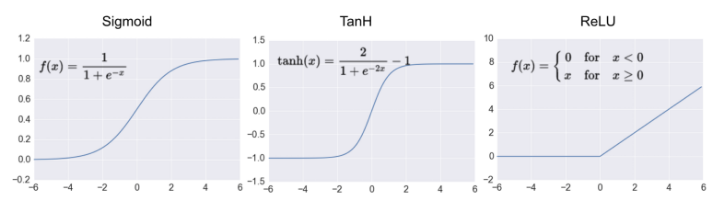 Sigmoid
1.2
1.0
0.8
0.6
0.4
0.2
0.0
−0.2
−6 −4 −2 0 2 4 6
f(x) = 1 / (1 + e^{-x})
TanH
1.5
1.0
0.5
0.0
−0.5
−1.0
−1.5
−6 −4 −2 0 2 4 6
tanh(x) = 2 / (1 + e^{-2x}) − 1
ReLU
10
8
6
4
2
0
−2
−6 −4 −2 0 2 4 6
f(x) = { 0 for x < 0
x for x ≥ 0